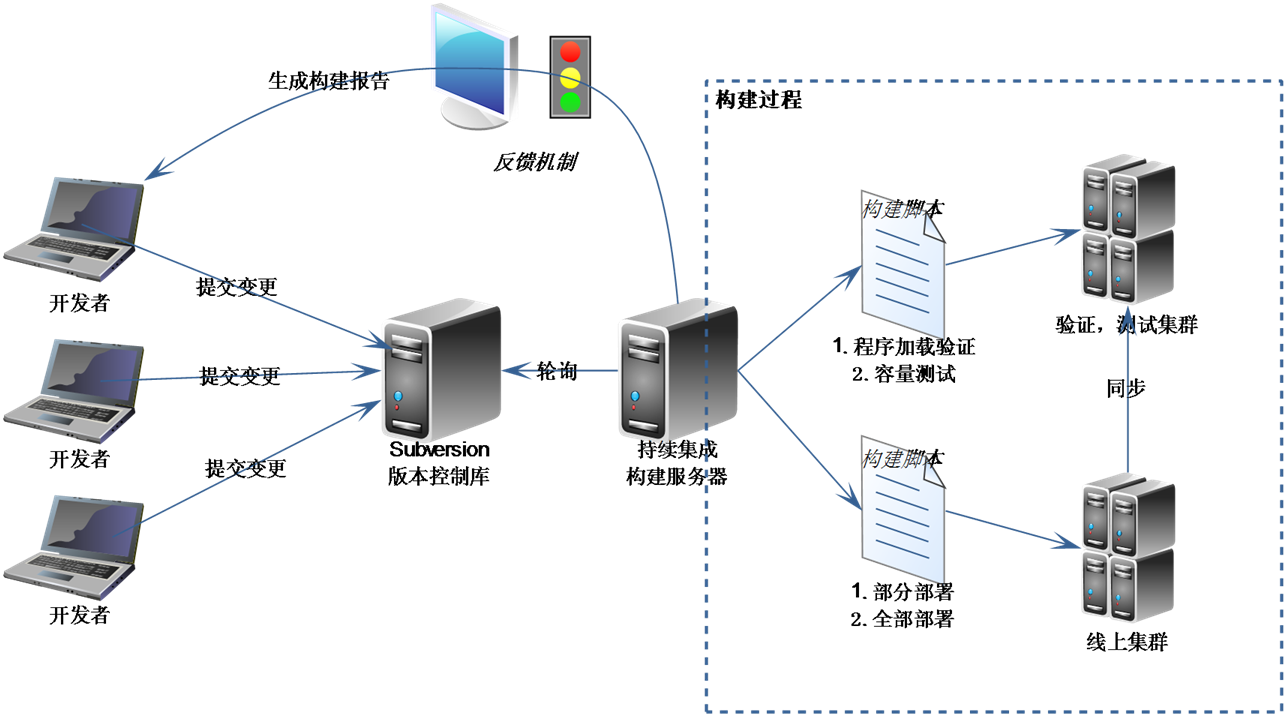 生成构建报告
反馈机制
构建过程
构建脚本
开发者
提交变更
验证，测试集群
1. 程序加载验证
2. 容量测试
提交变更
轮询
同步
开发者
Subversion
版本控制库
持续集成
构建服务器
构建脚本
提交变更
1. 部分部署
2. 全部部署
开发者
线上集群